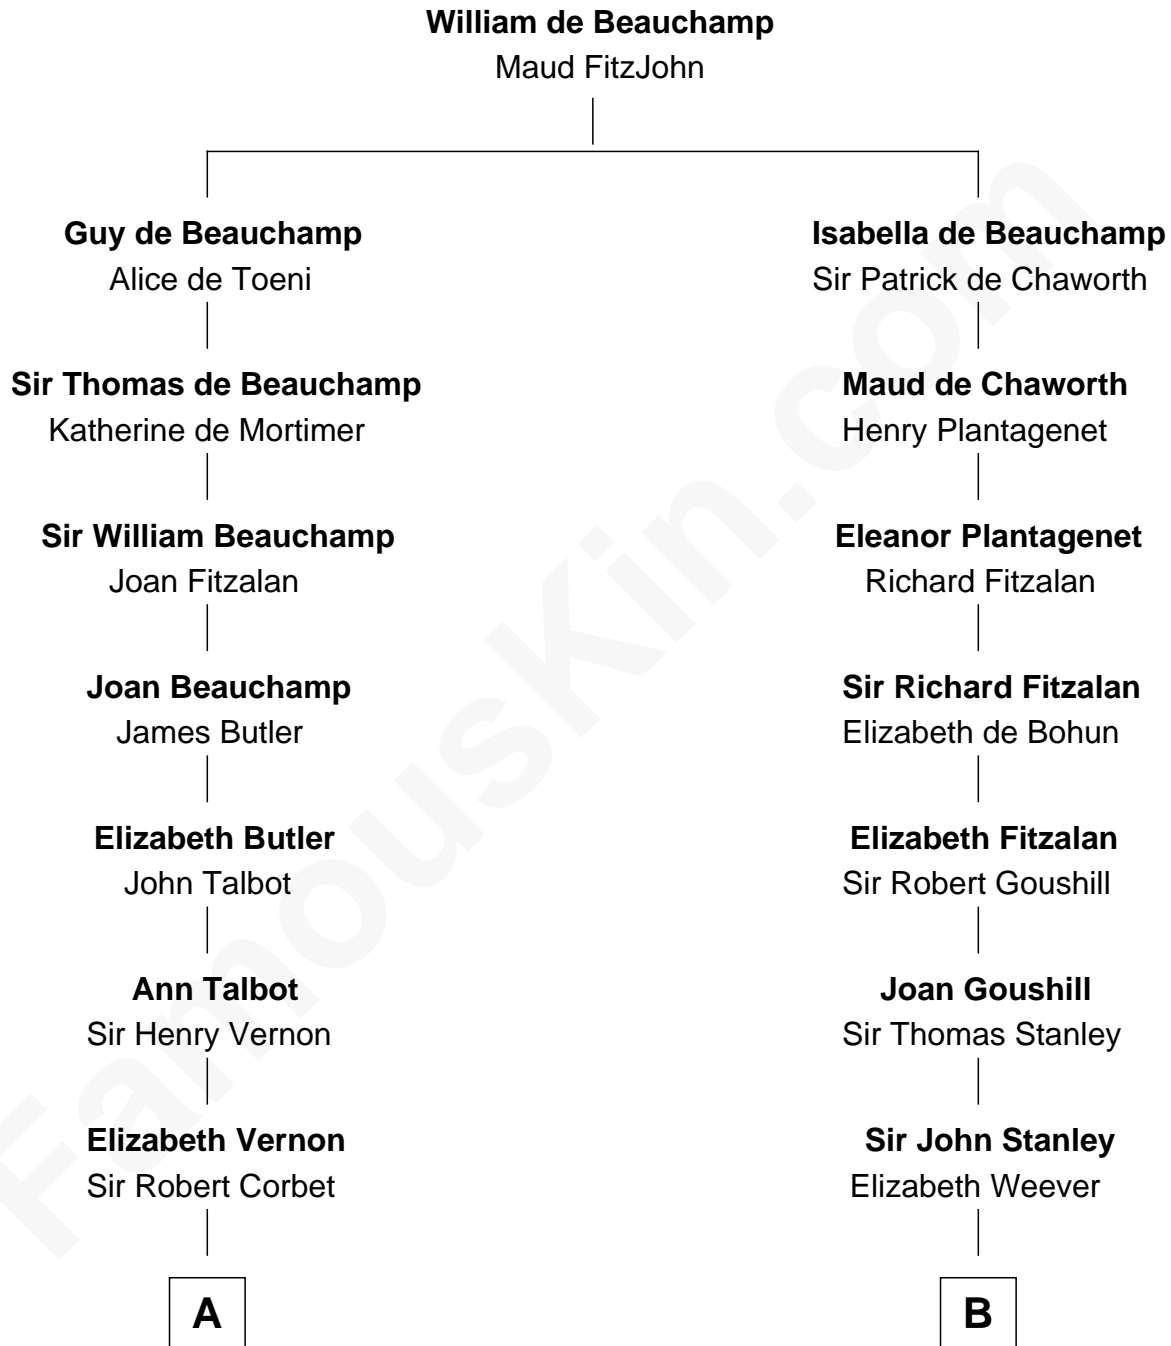 William de Beauchamp
Maud FitzJohn
Guy de Beauchamp
Alice de Toeni
Isabella de Beauchamp
Sir Patrick de Chaworth
Sir Thomas de Beauchamp
Katherine de Mortimer
Maud de Chaworth
Henry Plantagenet
Sir William Beauchamp
Joan Fitzalan
Eleanor Plantagenet
Richard Fitzalan
Joan Beauchamp
James Butler
Sir Richard Fitzalan
Elizabeth de Bohun
Elizabeth Butler
John Talbot
Elizabeth Fitzalan
Sir Robert Goushill
Ann Talbot
Sir Henry Vernon
Joan Goushill
Sir Thomas Stanley
Elizabeth Vernon
Sir Robert Corbet
Sir John Stanley
Elizabeth Weever
A
B
FamousKin.com